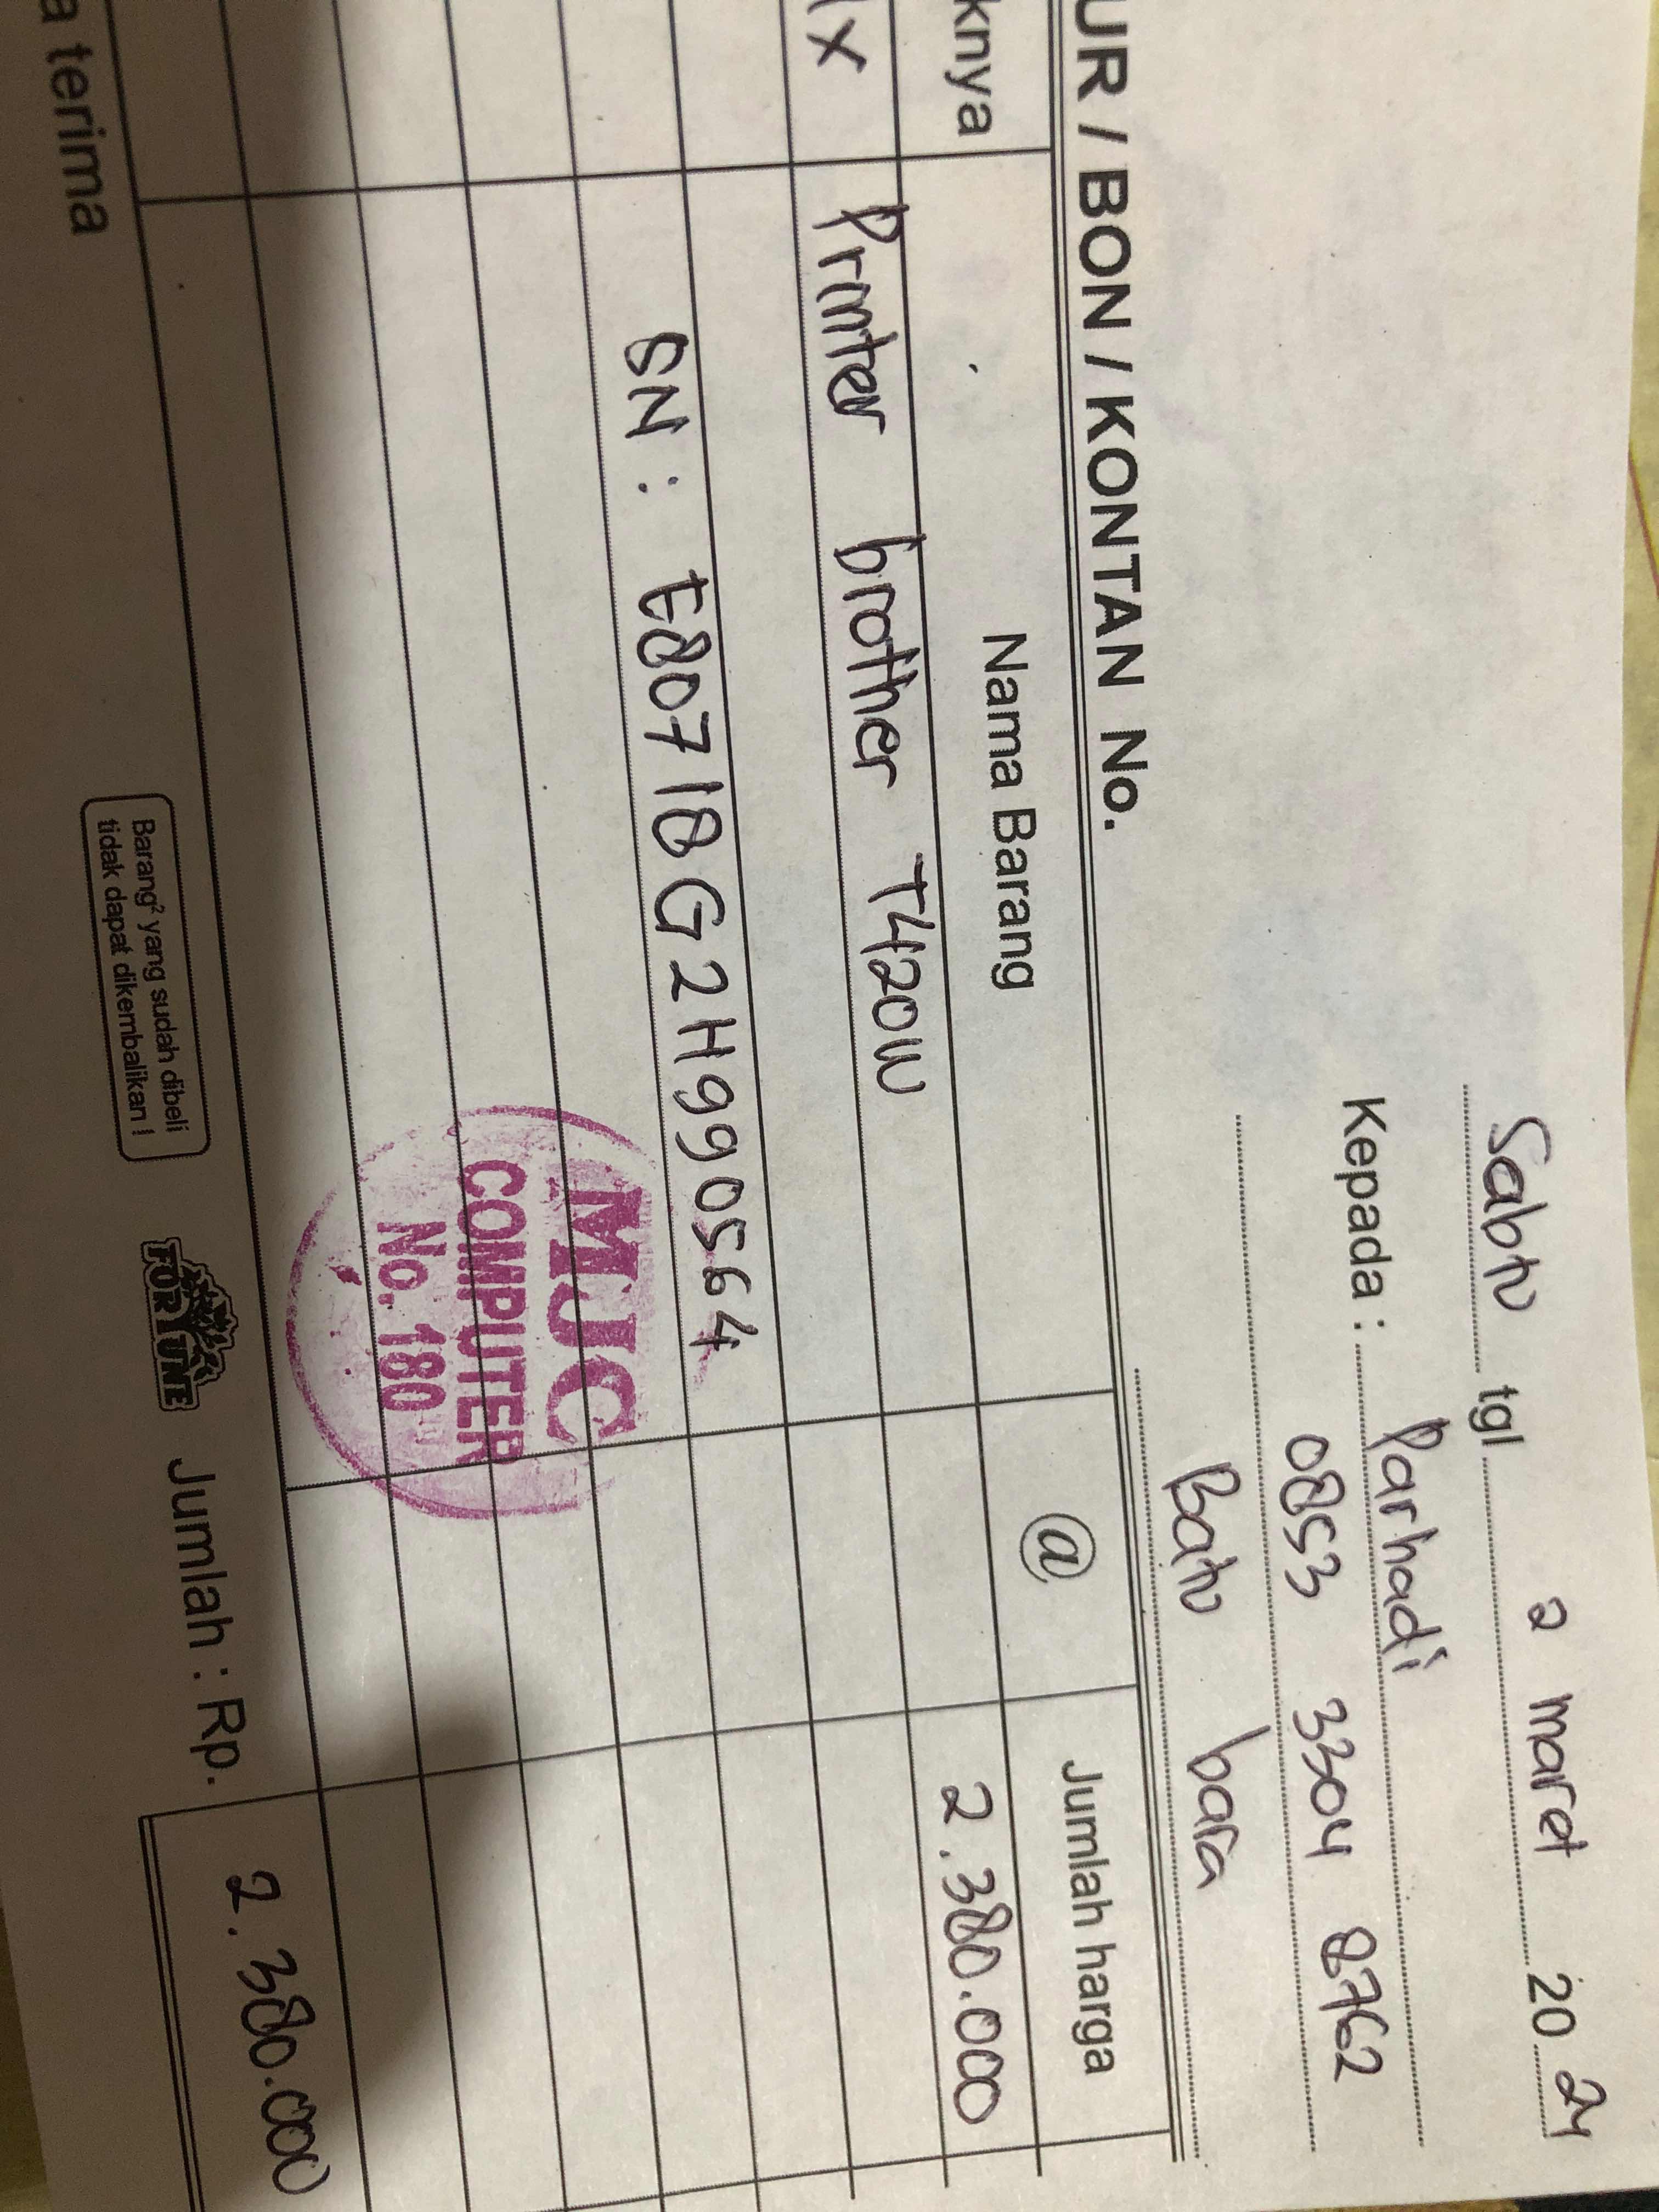 Sabtu tgl 2 maret 20 24
Kepada : Parhadi
0853 3304 8762
Batu bara
UR / BON / KONTAN No.
knya Nama Barang @ Jumlah harga
1x Printer brother T420W 2.380.000
SN : E80718G2H990564
MJC
COMPUTER
No. 180
a terima
Barang² yang sudah dibeli
tidak dapat dikembalikan !
FORTUNE
Jumlah : Rp. 2.380.000